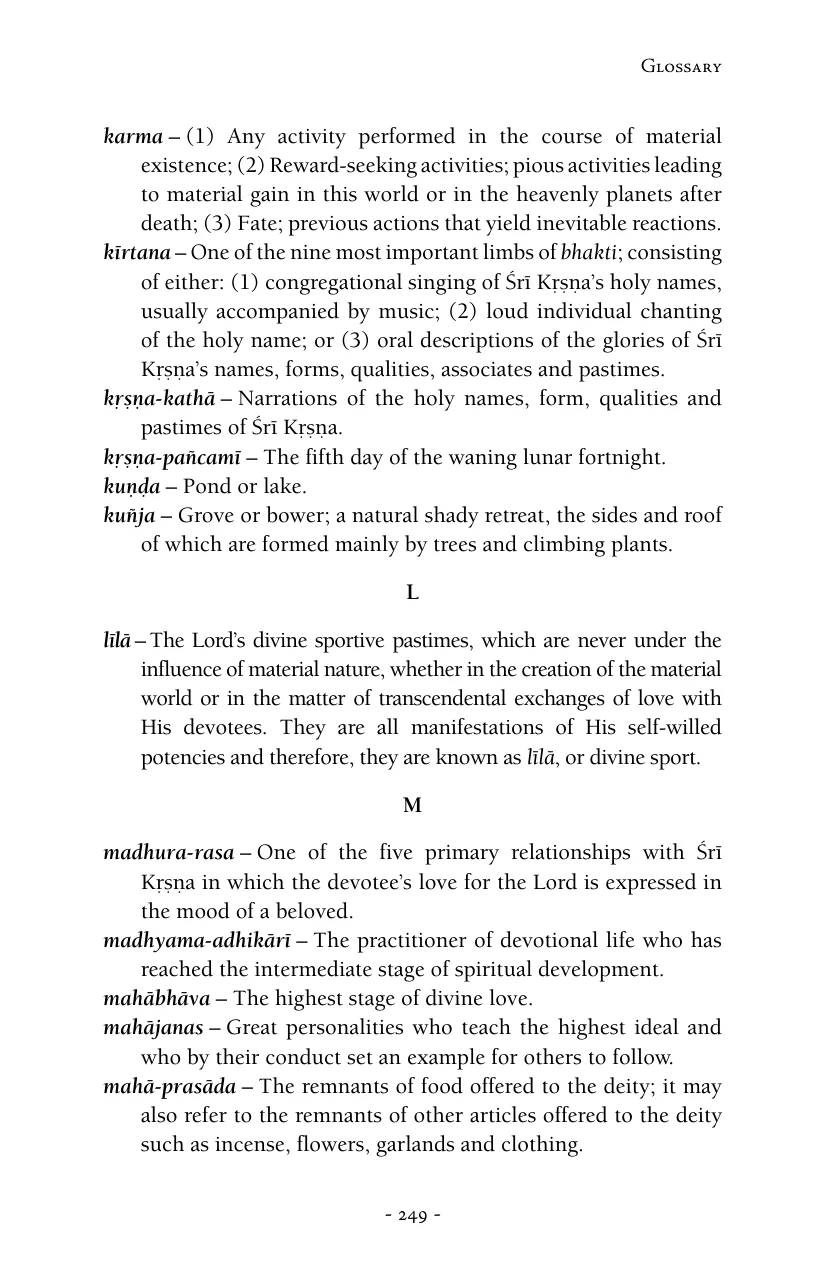 Glossary
karma – (1) Any activity performed in the course of material
existence; (2) Reward-seeking activities; pious activities leading
to material gain in this world or in the heavenly planets after
death; (3) Fate; previous actions that yield inevitable reactions.
kīrtana – One of the nine most important limbs of bhakti; consisting
of either: (1) congregational singing of Śrī Kṛṣṇa’s holy names,
usually accompanied by music; (2) loud individual chanting
of the holy name; or (3) oral descriptions of the glories of Śrī
Kṛṣṇa’s names, forms, qualities, associates and pastimes.
kṛṣṇa-kathā – Narrations of the holy names, form, qualities and
pastimes of Śrī Kṛṣṇa.
kṛṣṇa-pañcamī – The fifth day of the waning lunar fortnight.
kuṇḍa – Pond or lake.
kuñja – Grove or bower; a natural shady retreat, the sides and roof
of which are formed mainly by trees and climbing plants.
L
līlā – The Lord’s divine sportive pastimes, which are never under the
influence of material nature, whether in the creation of the material
world or in the matter of transcendental exchanges of love with
His devotees. They are all manifestations of His self-willed
potencies and therefore, they are known as līlā, or divine sport.
M
madhura-rasa – One of the five primary relationships with Śrī
Kṛṣṇa in which the devotee’s love for the Lord is expressed in
the mood of a beloved.
madhyama-adhikārī – The practitioner of devotional life who has
reached the intermediate stage of spiritual development.
mahābhāva – The highest stage of divine love.
mahājanas – Great personalities who teach the highest ideal and
who by their conduct set an example for others to follow.
mahā-prasāda – The remnants of food offered to the deity; it may
also refer to the remnants of other articles offered to the deity
such as incense, flowers, garlands and clothing.
- 249 -